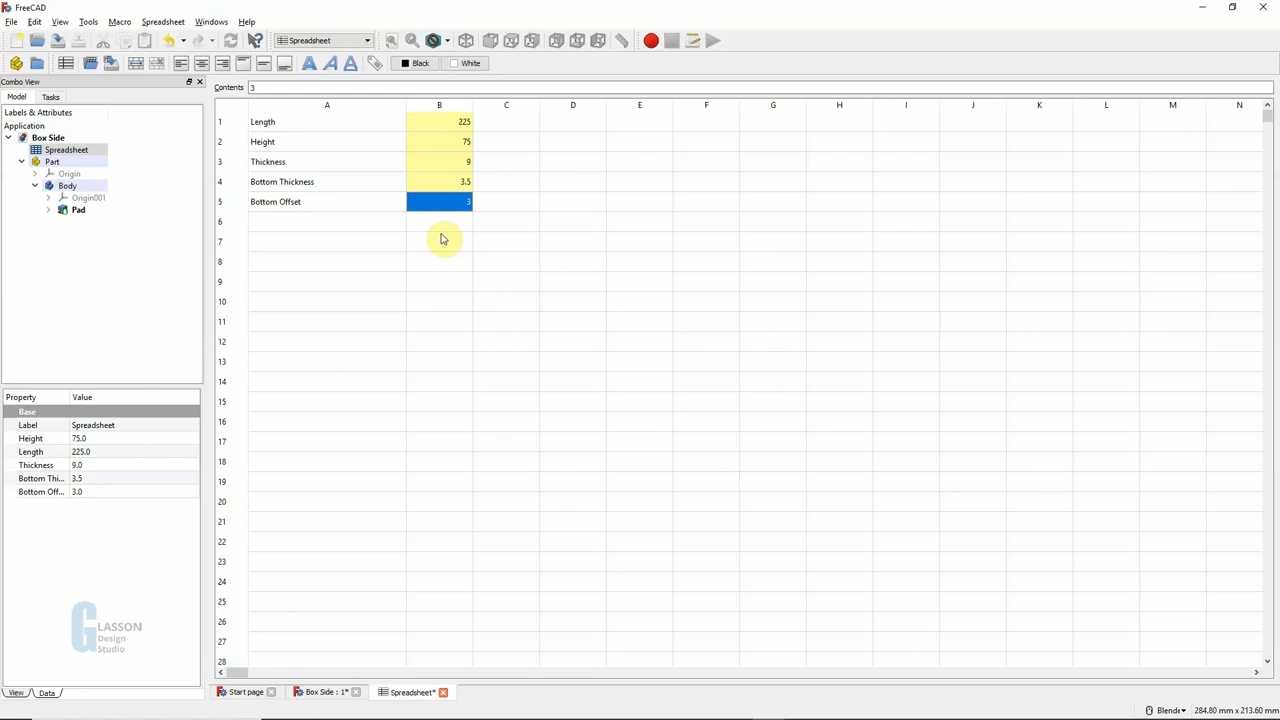 FreeCAD
File Edit View Tools Macro Spreadsheet Windows Help
Spreadsheet
Black White
Combo View
Model Tasks
Contents 3
Labels & Attributes
Application
Box Side
Spreadsheet
Part
Origin
Body
Origin001
Pad
A B C D E F G H I J K L M N
1 Length 225
2 Height 75
3 Thickness 9
4 Bottom Thickness 3.5
5 Bottom Offset 3
6
7
8
9
10
11
12
13
14
15
16
17
18
19
20
21
22
23
24
25
26
27
28
Property Value
Base
Label Spreadsheet
Height 75.0
Length 225.0
Thickness 9.0
Bottom Thi... 3.5
Bottom Off... 3.0
GLASSON
Design
Studio
View Data
Start page Box Side : 1* Spreadsheet*
Blende 284.80 mm x 213.60 mm